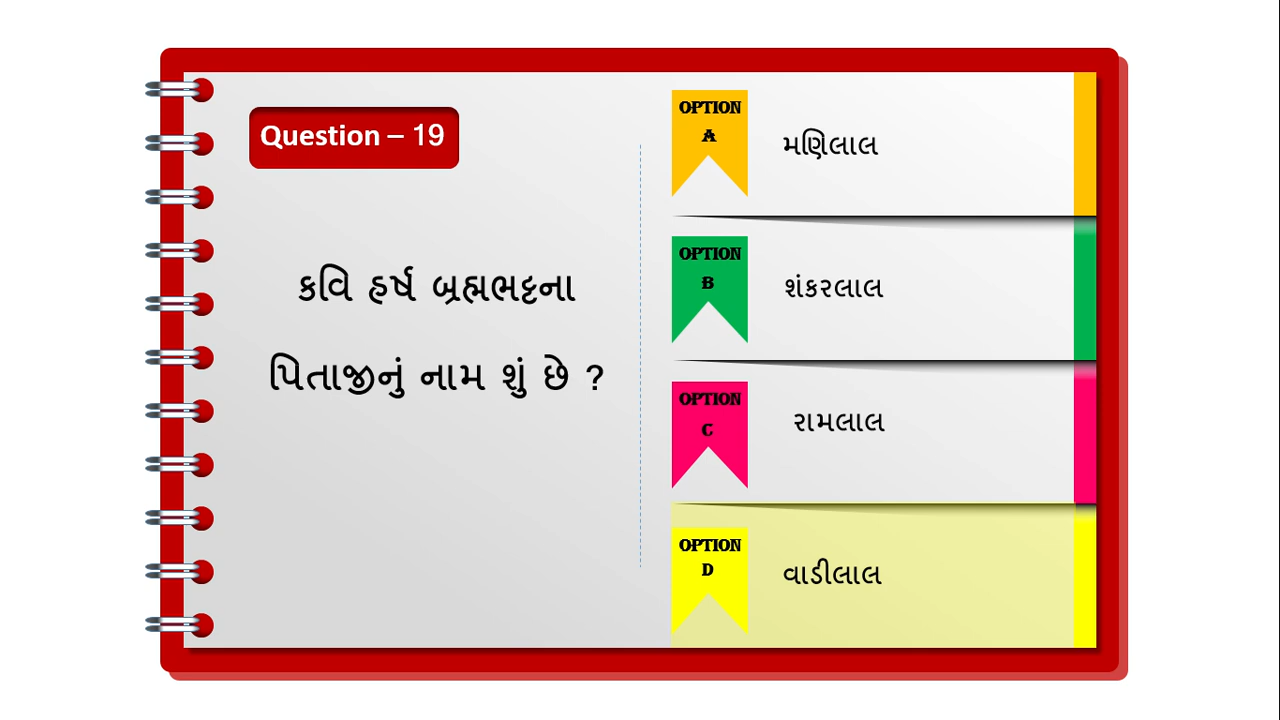 Question – 19
કવિ હર્ષ બ્રહ્મભટ્ટના
પિતાજીનું નામ શું છે ?
OPTION
A
મણિલાલ
OPTION
B
શંકરલાલ
OPTION
C
રામલાલ
OPTION
D
વાડીલાલ